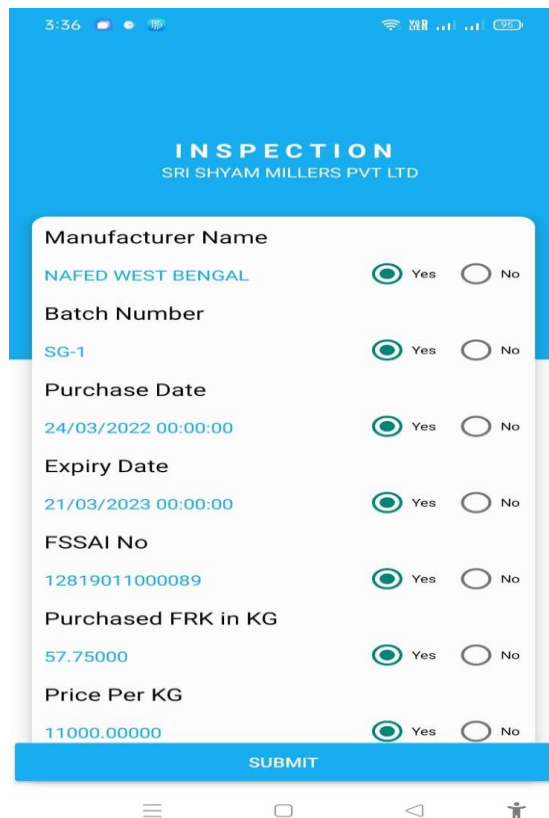 3:36
INSPECTION
SRI SHYAM MILLERS PVT LTD
Manufacturer Name
NAFED WEST BENGAL Yes No
Batch Number
SG-1 Yes No
Purchase Date
24/03/2022 00:00:00 Yes No
Expiry Date
21/03/2023 00:00:00 Yes No
FSSAI No
12819011000089 Yes No
Purchased FRK in KG
57.75000 Yes No
Price Per KG
11000.00000 Yes No
SUBMIT